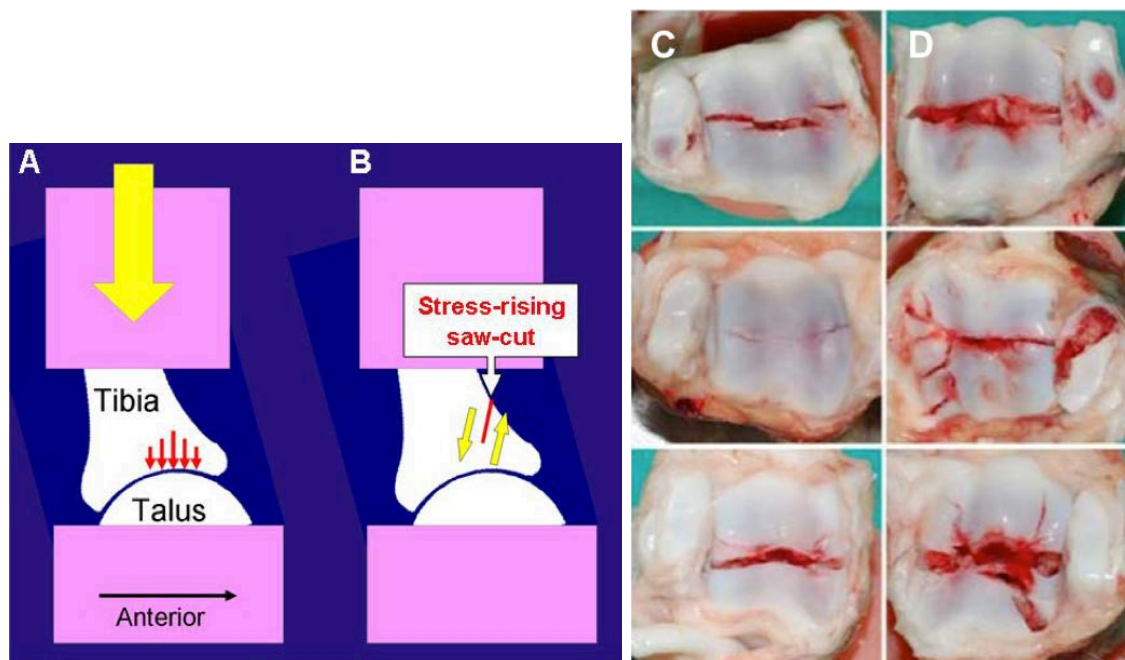 A
B
Stress-rising
saw-cut
Tibia
Talus
Anterior
C
D